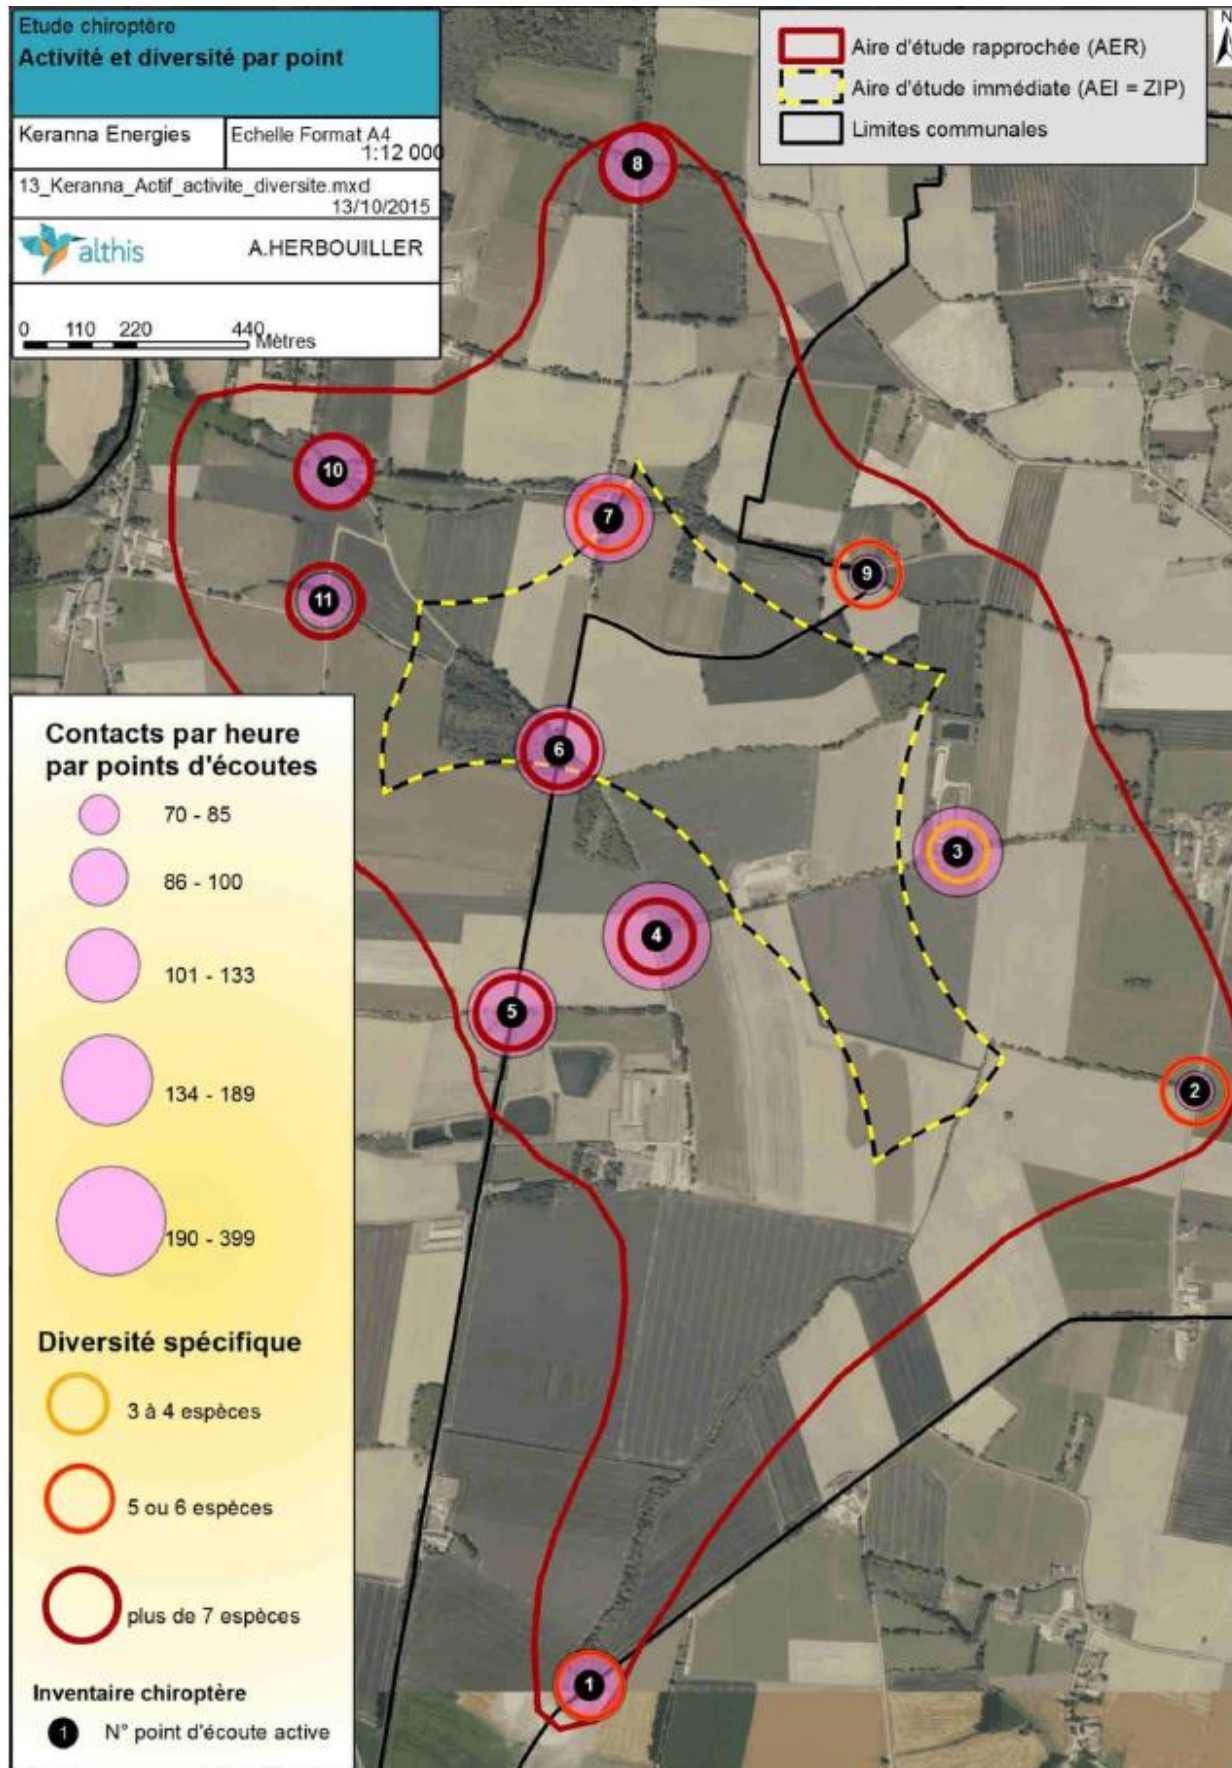 Etude chiroptère
Activité et diversité par point
Keranna Energies
Echelle Format A4
1:12 000
13_Keranna_Actif_activite_diversite.mxd
13/10/2015
althis
A.HERBOUILLER
0 110 220 440 Mètres
Aire d'étude rapprochée (AER)
Aire d'étude immédiate (AEI = ZIP)
Limites communales
N
8
10
7
9
11
6
3
4
5
2
1
Contacts par heure
par points d'écoutes
70 - 85
86 - 100
101 - 133
134 - 189
190 - 399
Diversité spécifique
3 à 4 espèces
5 ou 6 espèces
plus de 7 espèces
Inventaire chiroptère
1 N° point d'écoute active